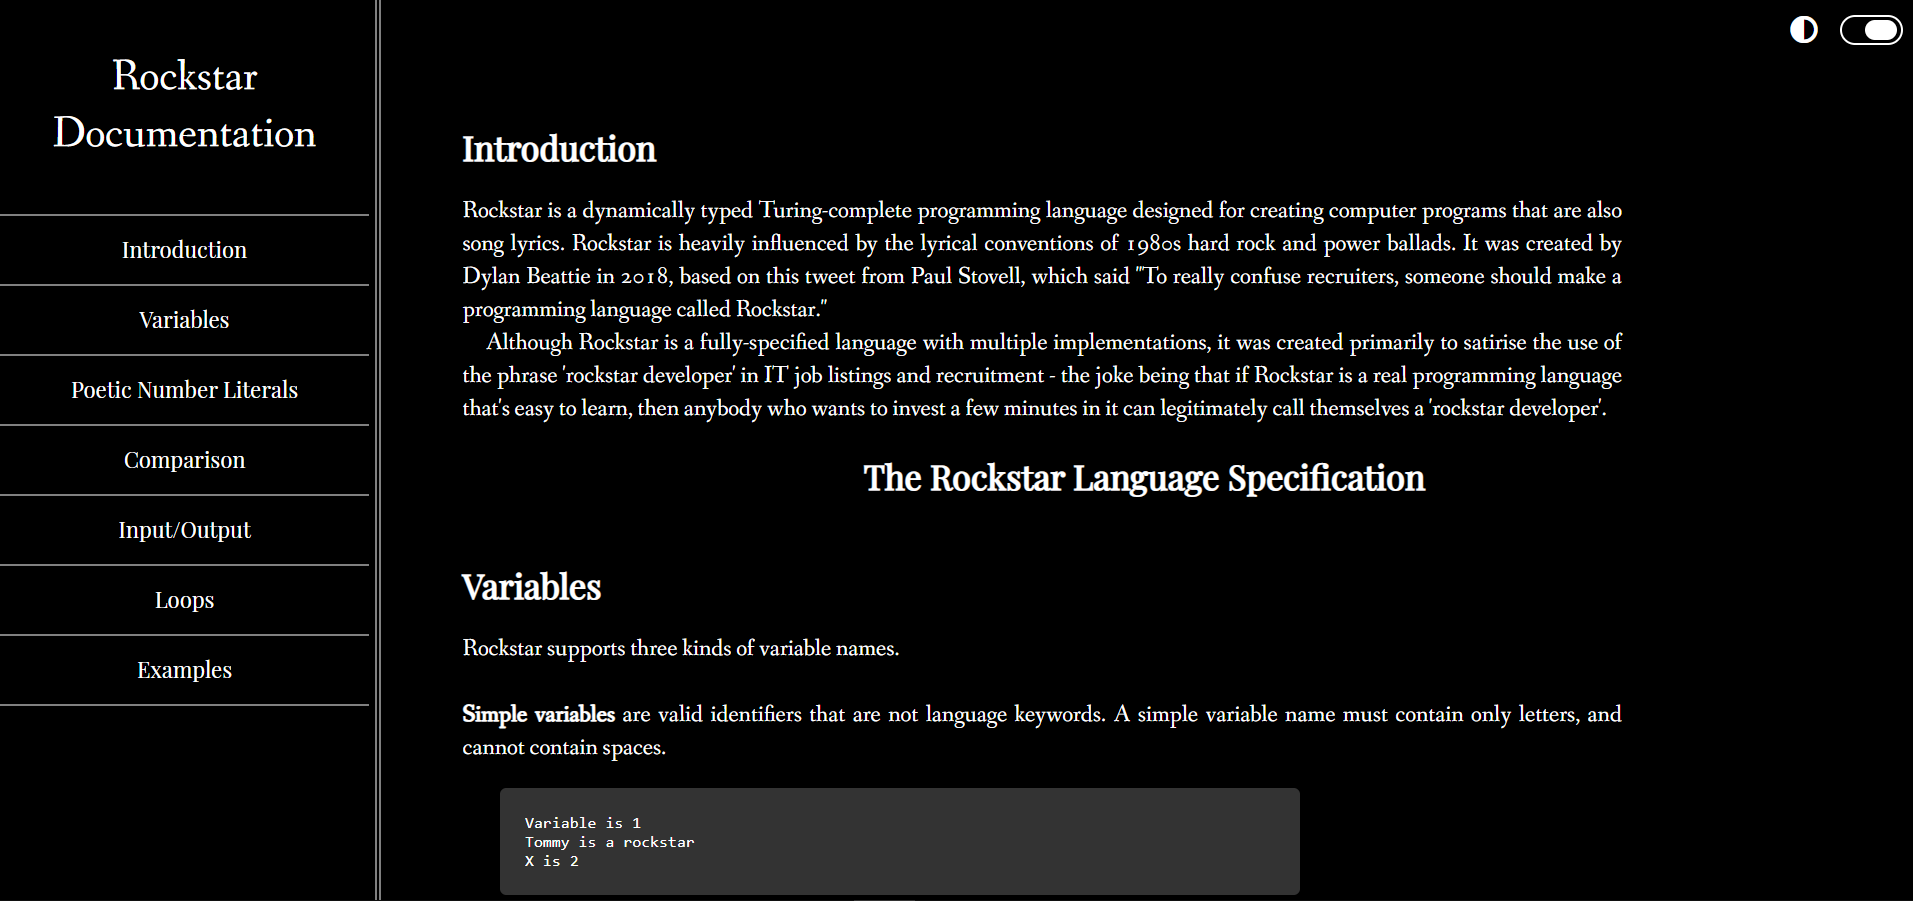 Rockstar
Documentation
Introduction
Variables
Poetic Number Literals
Comparison
Input/Output
Loops
Examples
Introduction
Rockstar is a dynamically typed Turing-complete programming language designed for creating computer programs that are also
song lyrics. Rockstar is heavily influenced by the lyrical conventions of 1980s hard rock and power ballads. It was created by
Dylan Beattie in 2018, based on this tweet from Paul Stovell, which said "To really confuse recruiters, someone should make a
programming language called Rockstar."
Although Rockstar is a fully-specified language with multiple implementations, it was created primarily to satirise the use of
the phrase 'rockstar developer' in IT job listings and recruitment - the joke being that if Rockstar is a real programming language
that's easy to learn, then anybody who wants to invest a few minutes in it can legitimately call themselves a 'rockstar developer'.
The Rockstar Language Specification
Variables
Rockstar supports three kinds of variable names.
Simple variables are valid identifiers that are not language keywords. A simple variable name must contain only letters, and
cannot contain spaces.
Variable is 1
Tommy is a rockstar
X is 2